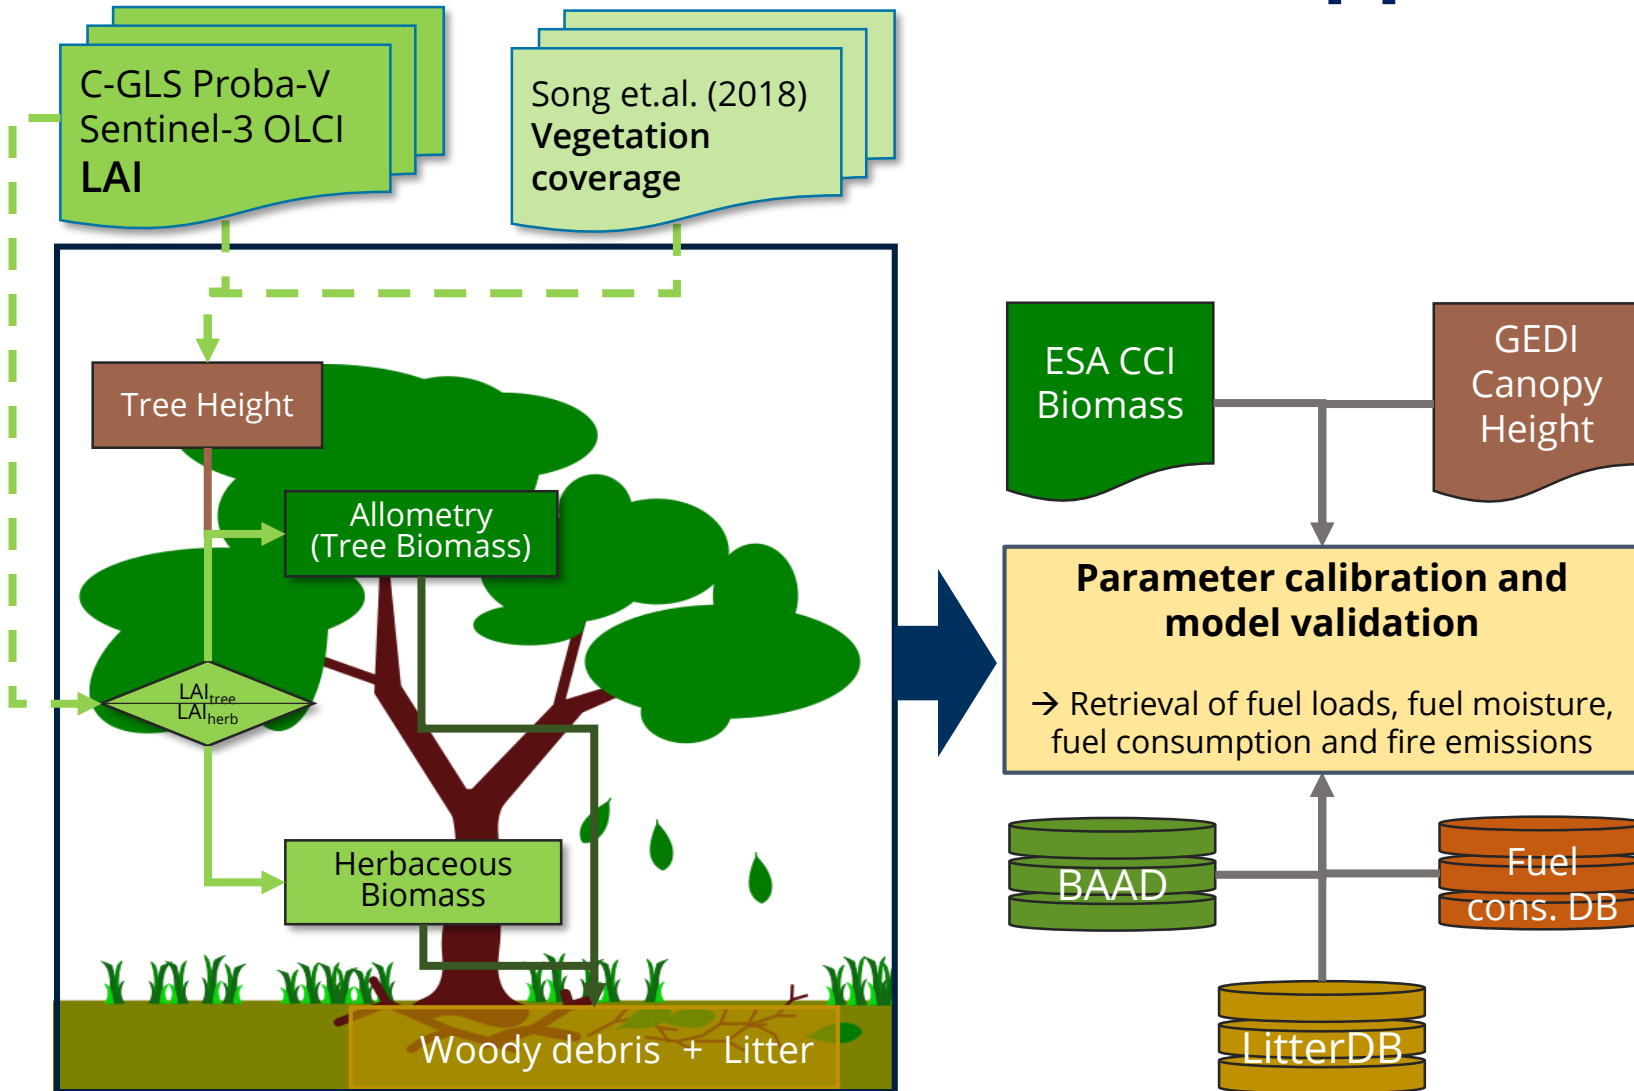 C-GLS Proba-V
Sentinel-3 OLCI
LAI
Song et.al. (2018)
Vegetation
coverage
Tree Height
Allometry
(Tree Biomass)
LAItree
LAIherb
Herbaceous
Biomass
Woody debris + Litter
ESA CCI
Biomass
GEDI
Canopy
Height
Parameter calibration and
model validation
→ Retrieval of fuel loads, fuel moisture,
fuel consumption and fire emissions
BAAD
Fuel
cons. DB
LitterDB